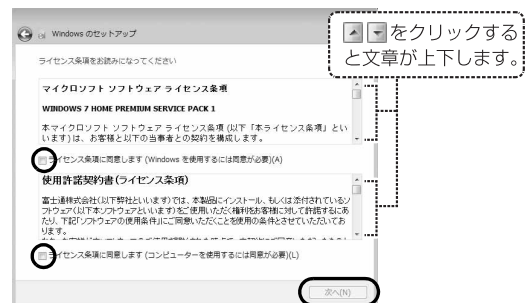 Windows のセットアップ
をクリックする
と文章が上下します。
ライセンス条項をお読みになってください
マイクロソフト ソフトウェア ライセンス条項
WINDOWS 7 HOME PREMIUM SERVICE PACK 1
本マイクロソフト ソフトウェア ライセンス条項 (以下「本ライセンス条項」とい
います) は、お客様と以下の当事者との契約を構成します。
ライセンス条項に同意します (Windows を使用するには同意が必要)(A)
使用許諾契約書(ライセンス条項)
富士通株式会社(以下弊社といいます)では、本製品にインストール、もしくは添付されているソ
フトウェア(以下本ソフトウェアといいます)をご使用いただく権利をお客様に対して許諾するにあ
たり、下記「ソフトウェアの使用条件」にご同意いただくことを使用の条件とさせていただいてお
ります。
ライセンス条項に同意します (コンピューターを使用するには同意が必要)(L)
次へ(N)